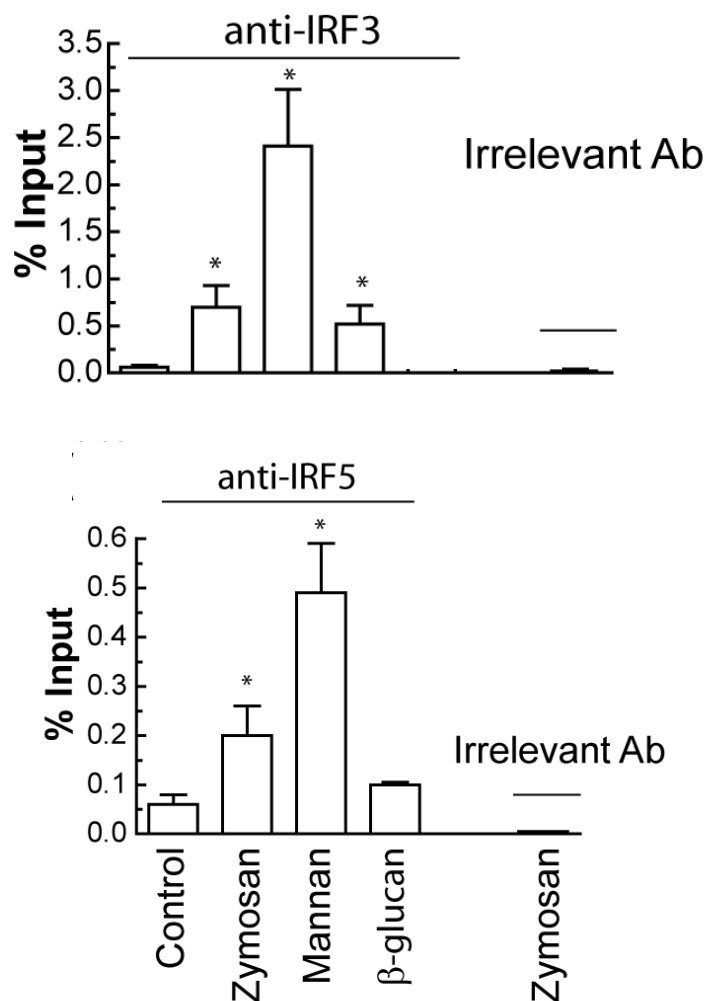 anti-IRF3
3.5
3.0
2.5
2.0
1.5
1.0
0.5
0.0
% Input
*
*
*
Irrelevant Ab
anti-IRF5
0.6
0.5
0.4
0.3
0.2
0.1
0.0
% Input
*
*
Irrelevant Ab
Control
Zymosan
Mannan
β-glucan
Zymosan